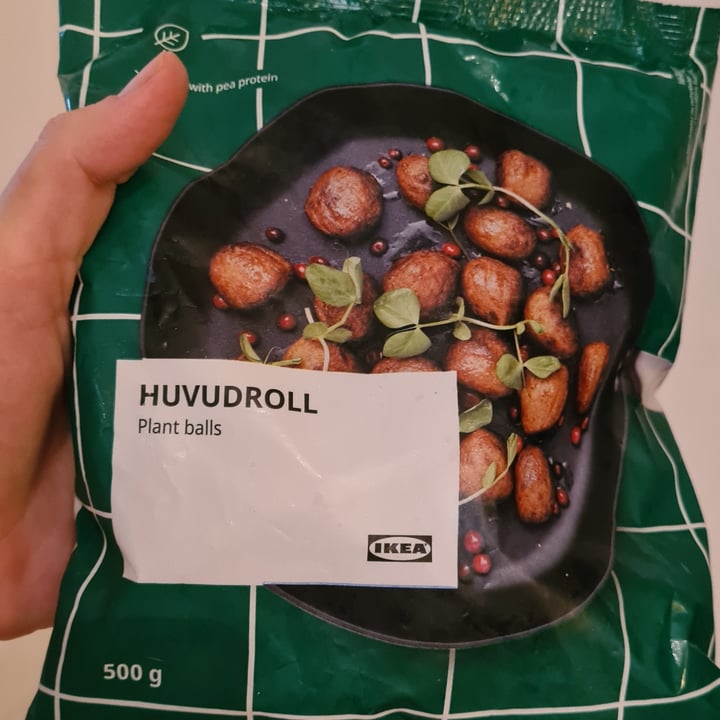 with pea protein
HUVUDROLL
Plant balls
IKEA
500 g